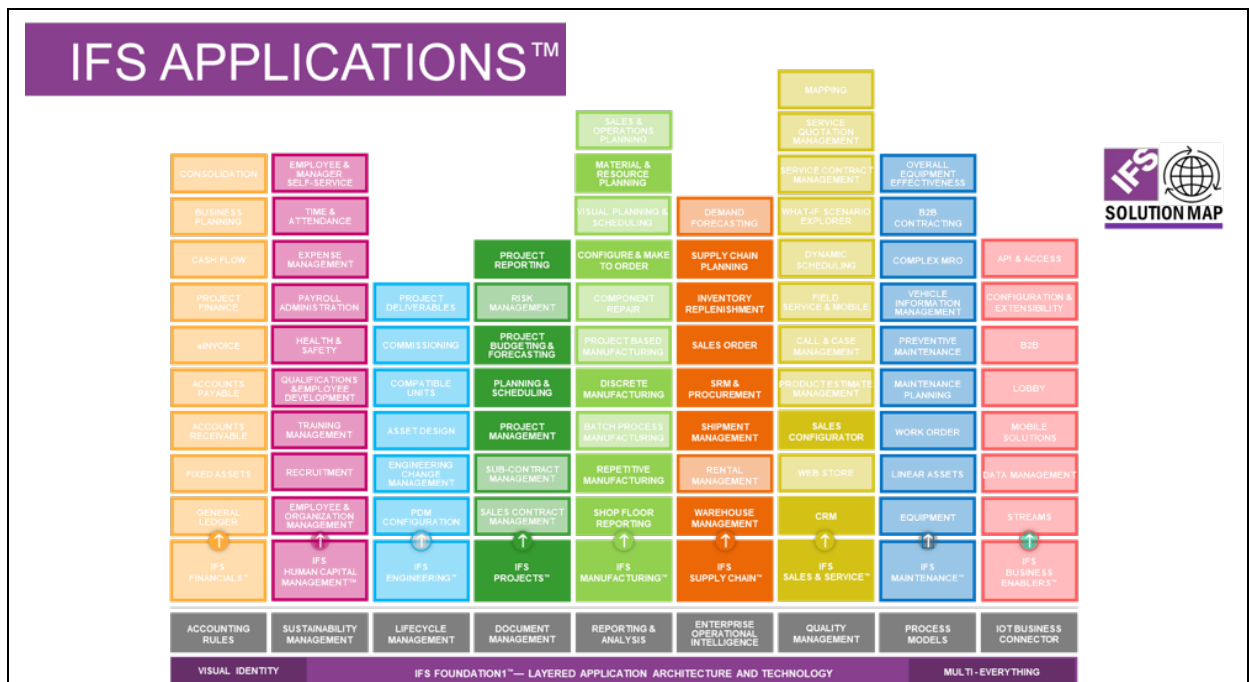 IFS APPLICATIONS™
IFS
SOLUTION MAP
CONSOLIDATION
BUSINESS
PLANNING
CASH FLOW
PROJECT
FINANCE
eINVOICE
ACCOUNTS
PAYABLE
ACCOUNTS
RECEIVABLE
FIXED ASSETS
GENERAL
LEDGER
IFS
FINANCIALS™
EMPLOYEE &
MANAGER
SELF-SERVICE
TIME &
ATTENDANCE
EXPENSE
MANAGEMENT
PAYROLL
ADMINISTRATION
HEALTH &
SAFETY
QUALIFICATIONS
& EMPLOYEE
DEVELOPMENT
TRAINING
MANAGEMENT
RECRUITMENT
EMPLOYEE &
ORGANIZATION
MANAGEMENT
IFS
HUMAN CAPITAL
MANAGEMENT™
PROJECT
DELIVERABLES
COMMISSIONING
COMPATIBLE
UNITS
ASSET DESIGN
ENGINEERING
CHANGE
MANAGEMENT
PDM
CONFIGURATION
IFS
ENGINEERING™
PROJECT
REPORTING
RISK
MANAGEMENT
PROJECT
BUDGETING &
FORECASTING
PLANNING &
SCHEDULING
PROJECT
MANAGEMENT
SUB-CONTRACT
MANAGEMENT
SALES CONTRACT
MANAGEMENT
IFS
PROJECTS™
SALES &
OPERATIONS
PLANNING
MATERIAL &
RESOURCE
PLANNING
VISUAL PLANNING &
SCHEDULING
CONFIGURE & MAKE
TO ORDER
COMPONENT
REPAIR
PROJECT BASED
MANUFACTURING
DISCRETE
MANUFACTURING
BATCH PROCESS
MANUFACTURING
REPETITIVE
MANUFACTURING
SHOP FLOOR
REPORTING
IFS
MANUFACTURING™
DEMAND
FORECASTING
SUPPLY CHAIN
PLANNING
INVENTORY
REPLENISHMENT
SALES ORDER
SRM &
PROCUREMENT
SHIPMENT
MANAGEMENT
RENTAL
MANAGEMENT
WAREHOUSE
MANAGEMENT
IFS
SUPPLY CHAIN™
MAPPING
SERVICE
QUOTATION
MANAGEMENT
SERVICE CONTRACT
MANAGEMENT
WHAT-IF SCENARIO
EXPLORER
DYNAMIC
SCHEDULING
FIELD
SERVICE & MOBILE
CALL & CASE
MANAGEMENT
PRODUCT ESTIMATE
MANAGEMENT
SALES
CONFIGURATOR
WEB STORE
CRM
IFS
SALES & SERVICE™
OVERALL
EQUIPMENT
EFFECTIVENESS
B2B
CONTRACTING
COMPLEX MRO
VEHICLE
INFORMATION
MANAGEMENT
PREVENTIVE
MAINTENANCE
MAINTENANCE
PLANNING
WORK ORDER
LINEAR ASSETS
EQUIPMENT
IFS
MAINTENANCE™
API & ACCESS
CONFIGURATION &
EXTENSIBILITY
B2B
LOBBY
MOBILE
SOLUTIONS
DATA MANAGEMENT
STREAMS
IFS
BUSINESS
ENABLERS™
ACCOUNTING
RULES
SUSTAINABILITY
MANAGEMENT
LIFECYCLE
MANAGEMENT
DOCUMENT
MANAGEMENT
REPORTING &
ANALYSIS
ENTERPRISE
OPERATIONAL
INTELLIGENCE
QUALITY
MANAGEMENT
PROCESS
MODELS
IOT BUSINESS
CONNECTOR
VISUAL IDENTITY
IFS FOUNDATION1™— LAYERED APPLICATION ARCHITECTURE AND TECHNOLOGY
MULTI-EVERYTHING